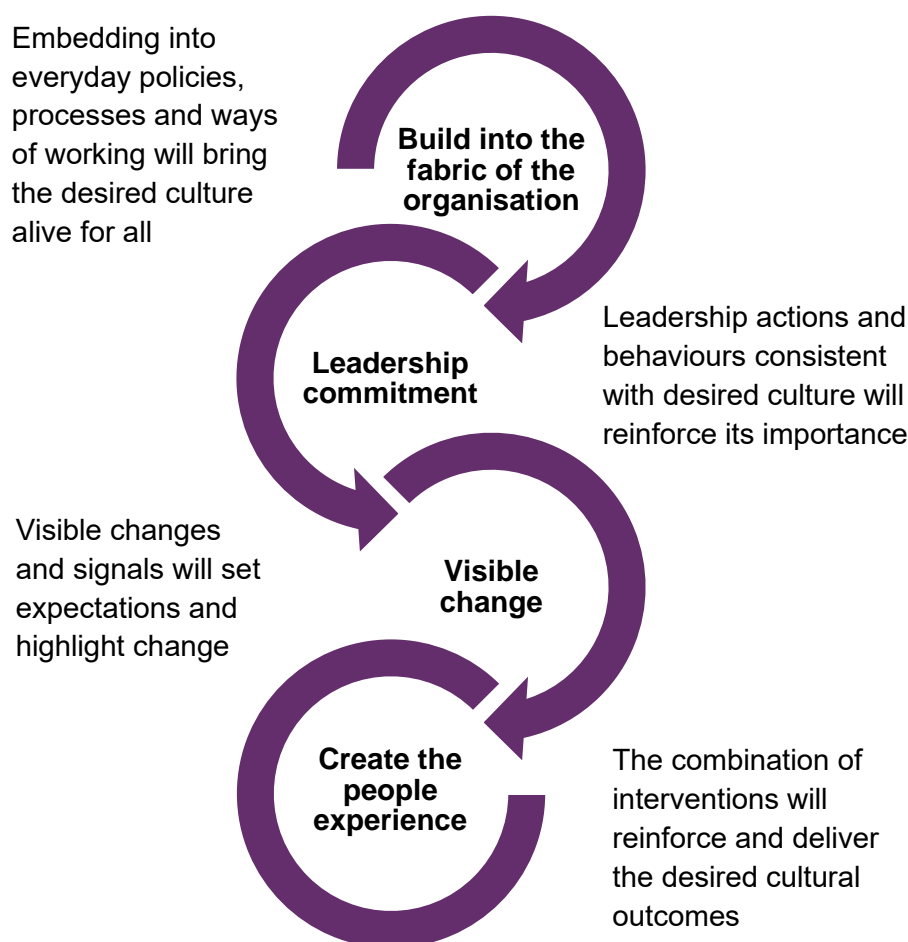 Embedding into
everyday policies,
processes and ways
of working will bring
the desired culture
alive for all
Build into the
fabric of the
organisation
Leadership
commitment
Leadership actions and
behaviours consistent
with desired culture will
reinforce its importance
Visible changes
and signals will set
expectations and
highlight change
Visible
change
Create the
people
experience
The combination of
interventions will
reinforce and deliver
the desired cultural
outcomes